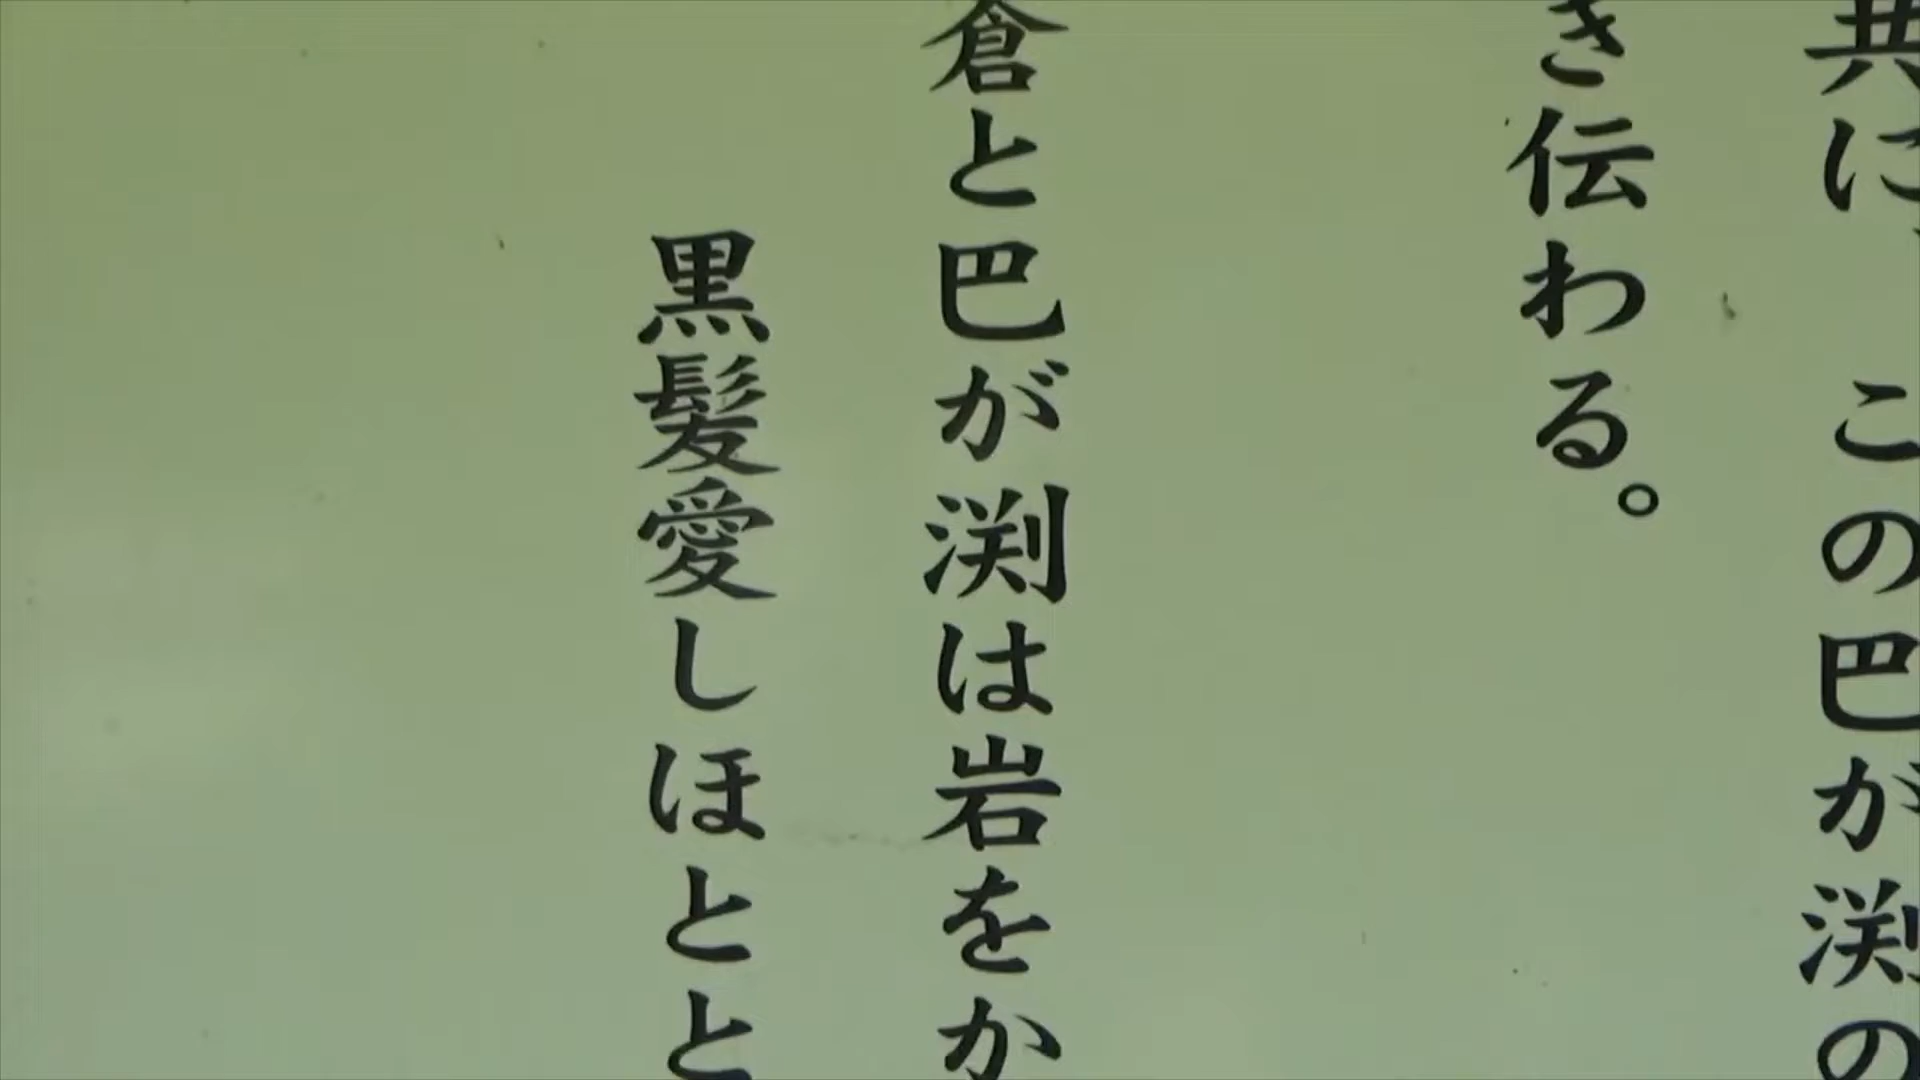 共に、この巴が渕の
き伝わる。
倉と巴が渕は岩をか
黒髪愛しほとと